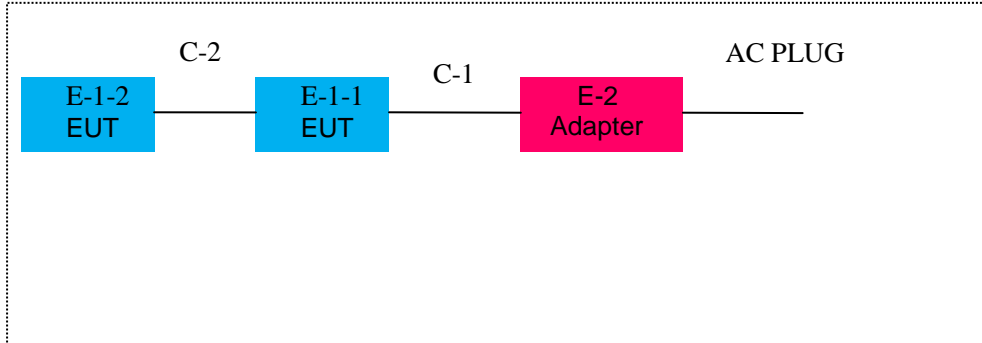 C-2
C-1
AC PLUG
E-1-2
EUT
E-1-1
EUT
E-2
Adapter